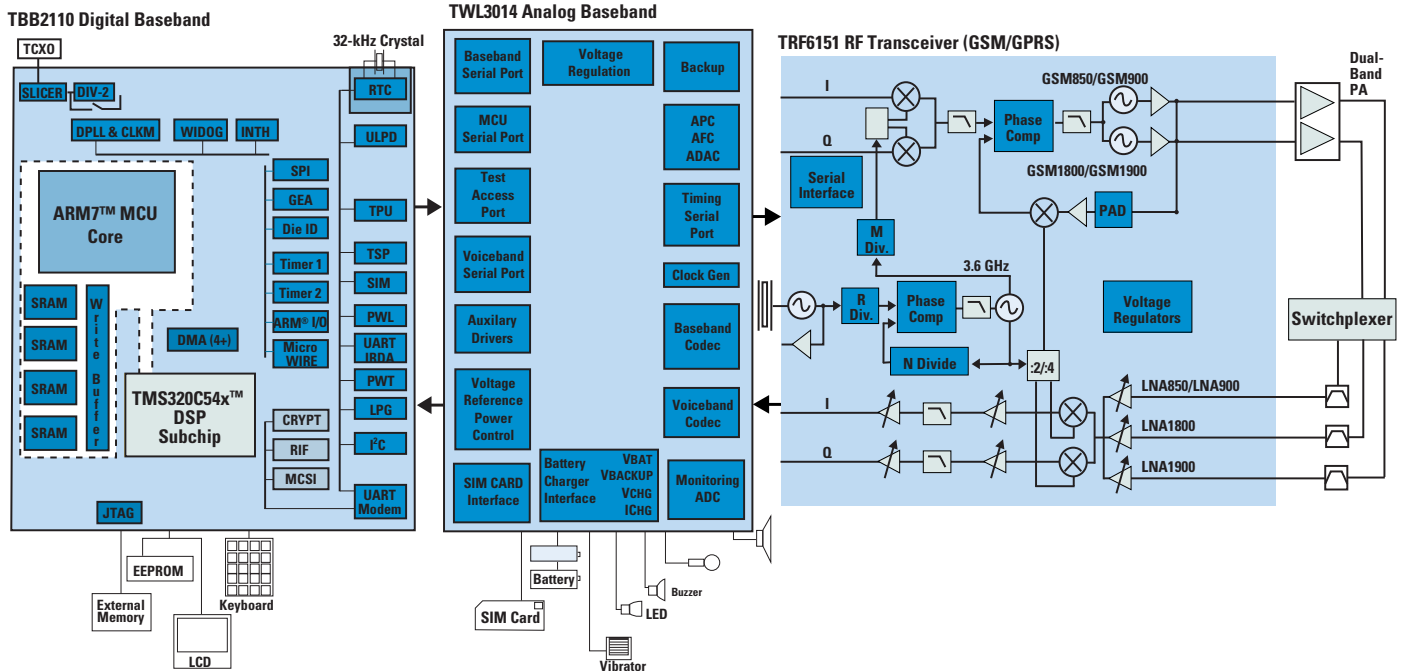 TBB2110 Digital Baseband
TCXO
32-kHz Crystal
SLICER
DIV-2
RTC
DPLL & CLKM
WIDOG
INTH
ULPD
SPI
GEA
Die ID
Timer 1
Timer 2
ARM® I/O
Micro
WIRE
TPU
TSP
SIM
PWL
UART
IRDA
PWT
LPG
I²C
UART
Modem
ARM7™ MCU
Core
SRAM
SRAM
SRAM
SRAM
Write Buffer
DMA (4+)
TMS320C54x™
DSP
Subchip
CRYPT
RIF
MCSI
JTAG
EEPROM
External
Memory
LCD
Keyboard
TWL3014 Analog Baseband
Baseband
Serial Port
Voltage
Regulation
Backup
MCU
Serial Port
APC
AFC
ADAC
Test
Access
Port
Timing
Serial
Port
Voiceband
Serial Port
Clock Gen
Auxilary
Drivers
Baseband
Codec
Voltage
Reference
Power
Control
Voiceband
Codec
SIM CARD
Interface
Battery
Charger
Interface
VBAT
VBACKUP
VCHG
ICHG
Monitoring
ADC
SIM Card
Battery
Vibrator
LED
Buzzer
TRF6151 RF Transceiver (GSM/GPRS)
I
Q
Serial
Interface
Phase
Comp
GSM850/GSM900
GSM1800/GSM1900
PAD
M
Div.
3.6 GHz
R
Div.
Phase
Comp
N Divide
:2/:4
Voltage
Regulators
I
Q
LNA850/LNA900
LNA1800
LNA1900
Dual-
Band
PA
Switchplexer